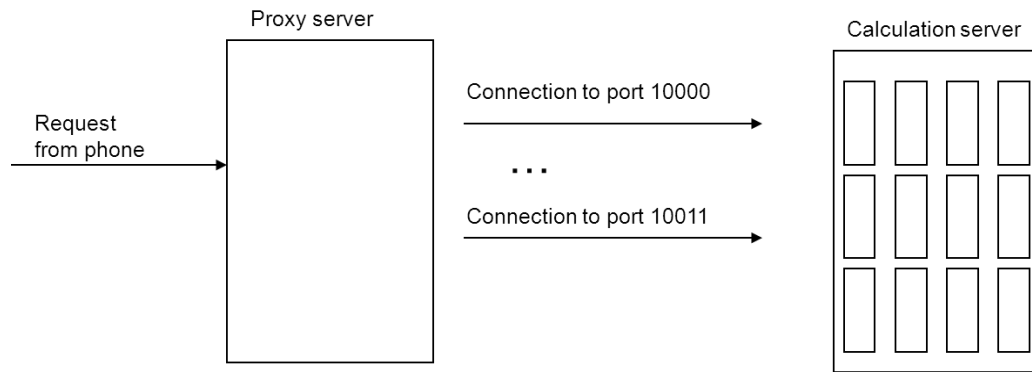 Proxy server
Calculation server
Connection to port 10000
Request
from phone
...
Connection to port 10011